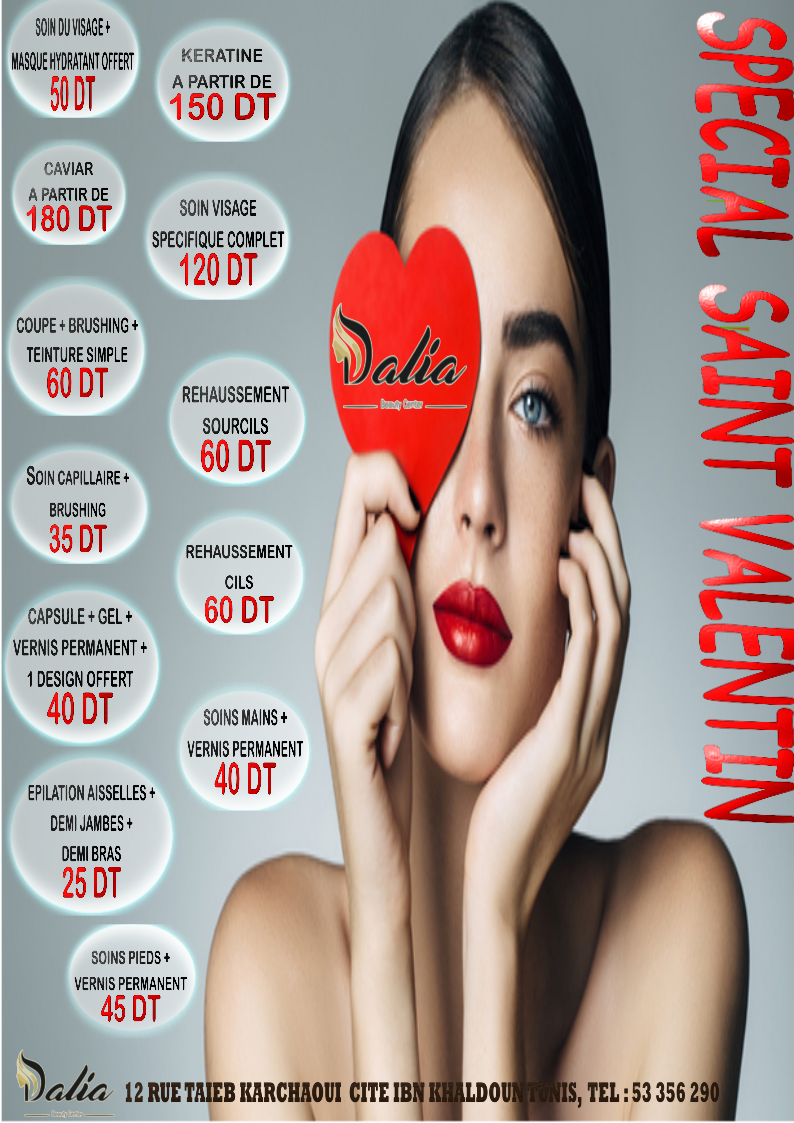 SOIN DU VISAGE +
MASQUE HYDRATANT OFFERT
50 DT
KERATINE
A PARTIR DE
150 DT
CAVIAR
A PARTIR DE
180 DT
SOIN VISAGE
SPECIFIQUE COMPLET
120 DT
COUPE + BRUSHING +
TEINTURE SIMPLE
60 DT
REHAUSSEMENT
SOURCILS
60 DT
SOIN CAPILLAIRE +
BRUSHING
35 DT
REHAUSSEMENT
CILS
60 DT
CAPSULE + GEL +
VERNIS PERMANENT +
1 DESIGN OFFERT
40 DT
SOINS MAINS +
VERNIS PERMANENT
40 DT
EPILATION AISSELLES +
DEMI JAMBES +
DEMI BRAS
25 DT
SOINS PIEDS +
VERNIS PERMANENT
45 DT
Dalia
Beauty Center
SPECIAL SAINT VALENTIN
Dalia
Beauty Center
12 RUE TAIEB KARCHAOUI CITE IBN KHALDOUN TUNIS, TEL : 53 356 290